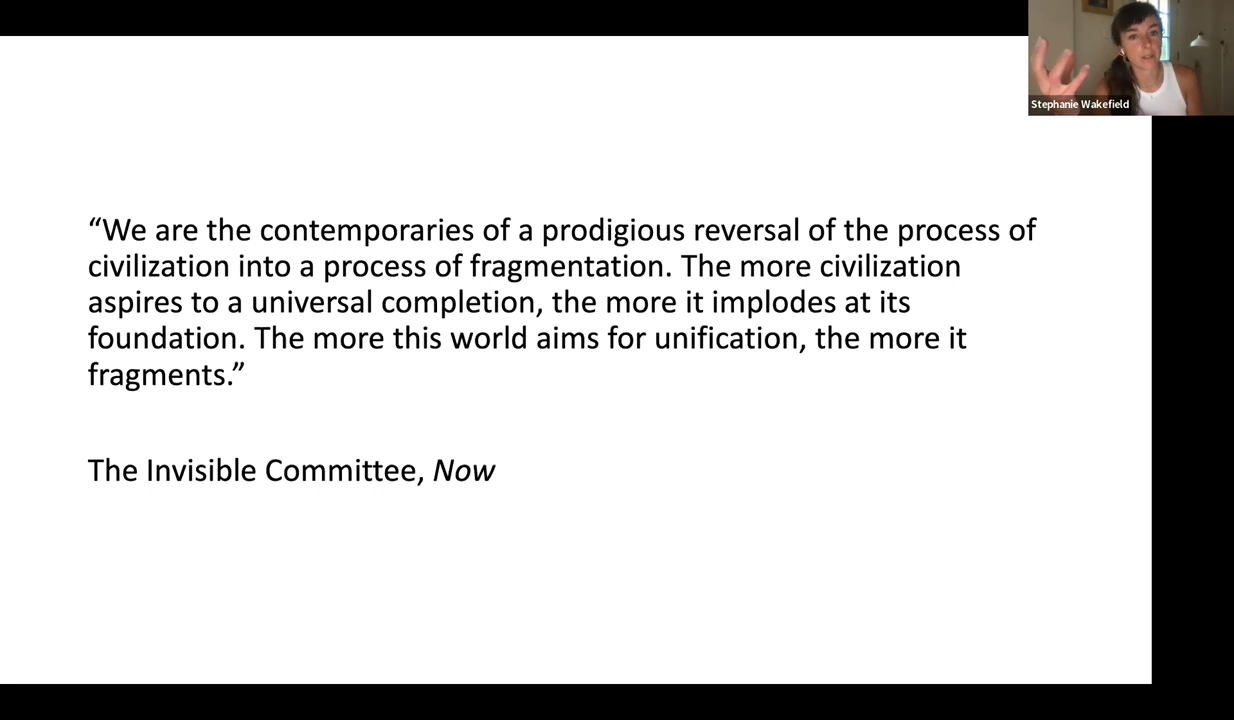 Stephanie Wakefield
“We are the contemporaries of a prodigious reversal of the process of
civilization into a process of fragmentation. The more civilization
aspires to a universal completion, the more it implodes at its
foundation. The more this world aims for unification, the more it
fragments.”
The Invisible Committee, Now